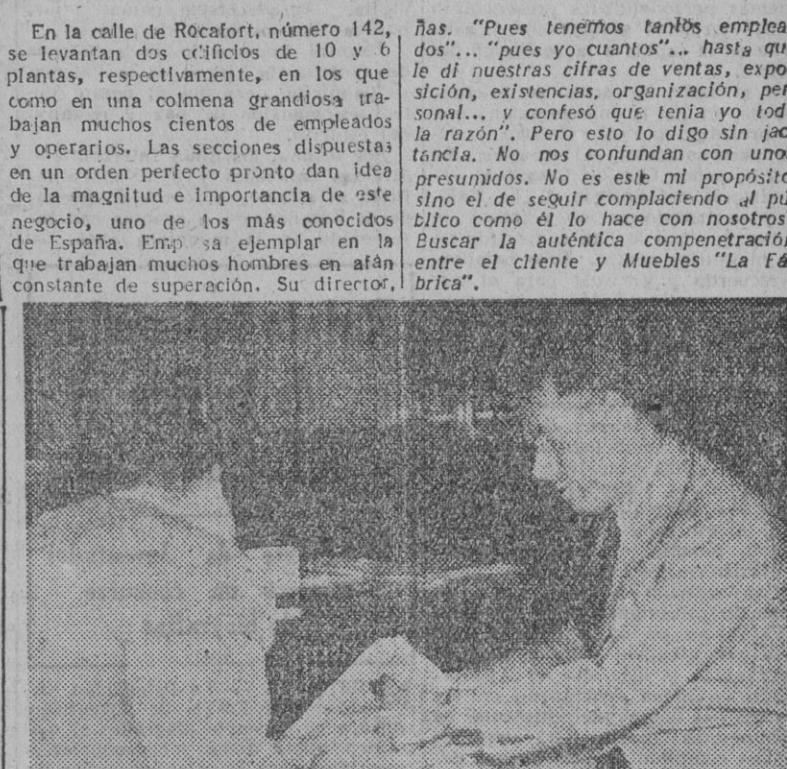 En la calle de Rocafort, número 142,
se levantan dos edificios de 10 y 6
plantas, respectivamente, en los que
como en una colmena grandiosa tra-
bajan muchos cientos de empleados
y operarios. Las secciones dispuestas
en un orden perfecto pronto dan idea
de la magnitud e importancia de este
negocio, uno de los más conocidos
de España. Emp sa ejemplar en la
que trabajan muchos hombres en afán
constante de superación. Su director,
ñas. "Pues tenemos tantos emplea
dos"... "pues yo cuantos"... hasta qu
le di nuestras cifras de ventas, expo
sición, existencias, organización, per
sonal... y confesó que tenia yo tod
la razón". Pero esto lo digo sin jac
tancia. No nos confundan con uno
presumidos. No es este mi propósito
sino el de seguir complaciendo al pú
blico como él lo hace con nosotros
Buscar la auténtica compenetració
entre el cliente y Muebles "La Fá
brica".